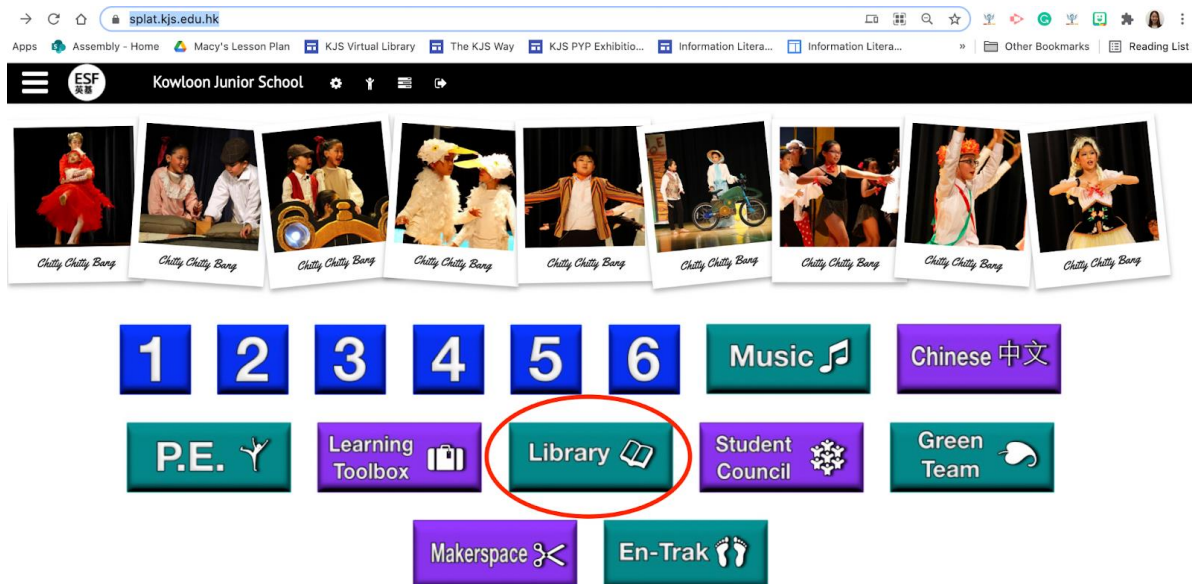 splat.kjs.edu.hk
Apps Assembly - Home Macy's Lesson Plan KJS Virtual Library The KJS Way KJS PYP Exhibitio... Information Litera... Information Litera... » Other Bookmarks Reading List
ESF 英基 Kowloon Junior School
Chitty Chitty Bang Chitty Chitty Bang Chitty Chitty Bang Chitty Chitty Bang Chitty Chitty Bang Chitty Chitty Bang Chitty Chitty Bang Chitty Chitty Bang Chitty Chitty Bang
1 2 3 4 5 6 Music Chinese 中文
P.E. Learning Toolbox Library Student Council Green Team
Makerspace En-Trak